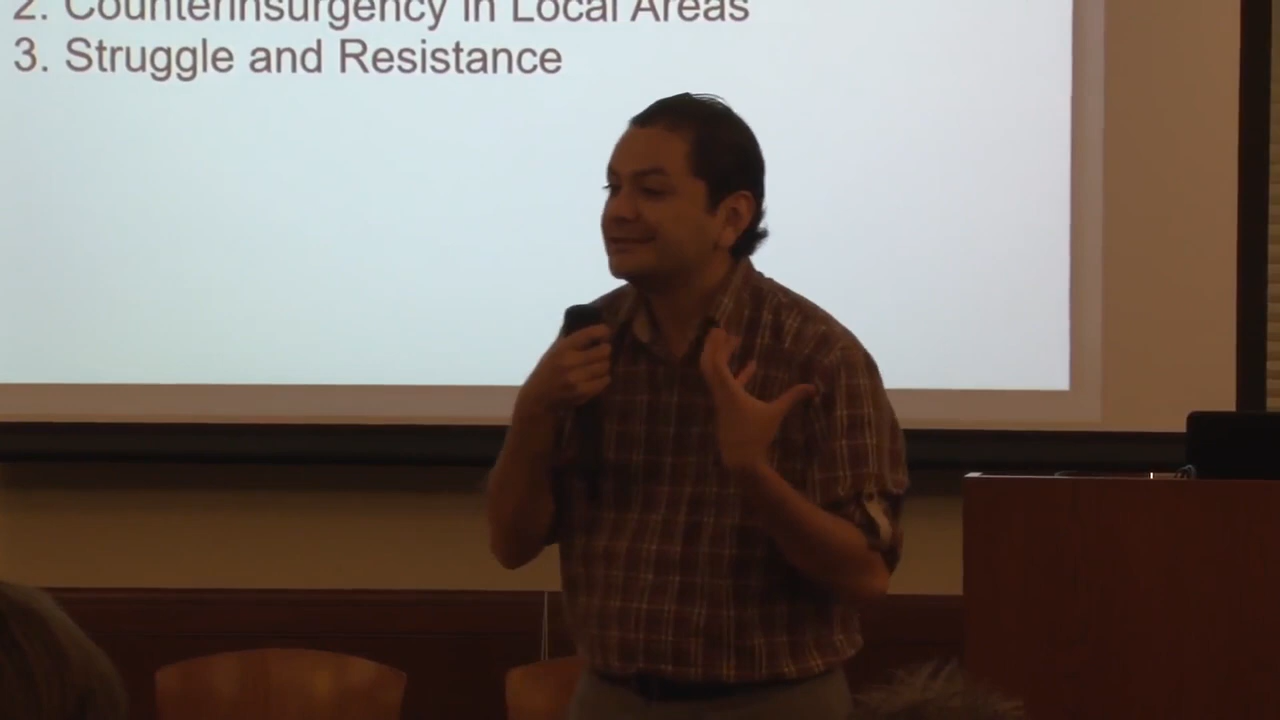 2. Counterinsurgency in Local Areas
3. Struggle and Resistance